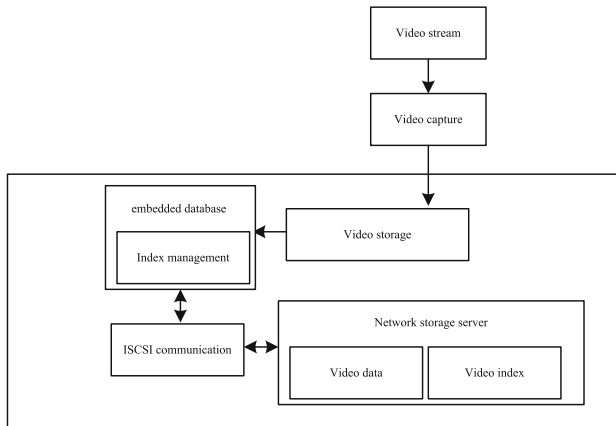 Video stream
Video capture
embedded database
Index management
Video storage
ISCSI communication
Network storage server
Video data
Video index